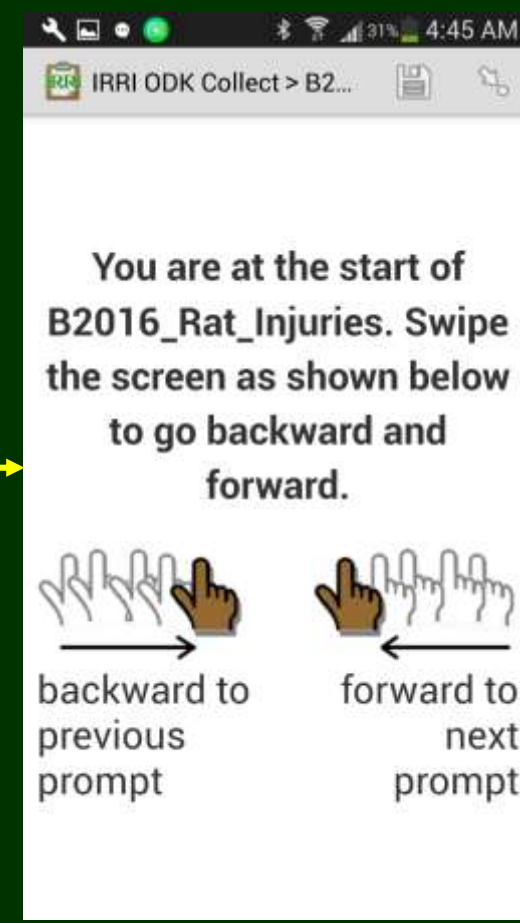 31% 4:45 AM
IRRI ODK Collect > B2...
You are at the start of
B2016_Rat_Injuries. Swipe
the screen as shown below
to go backward and
forward.
backward to
previous
prompt
forward to
next
prompt